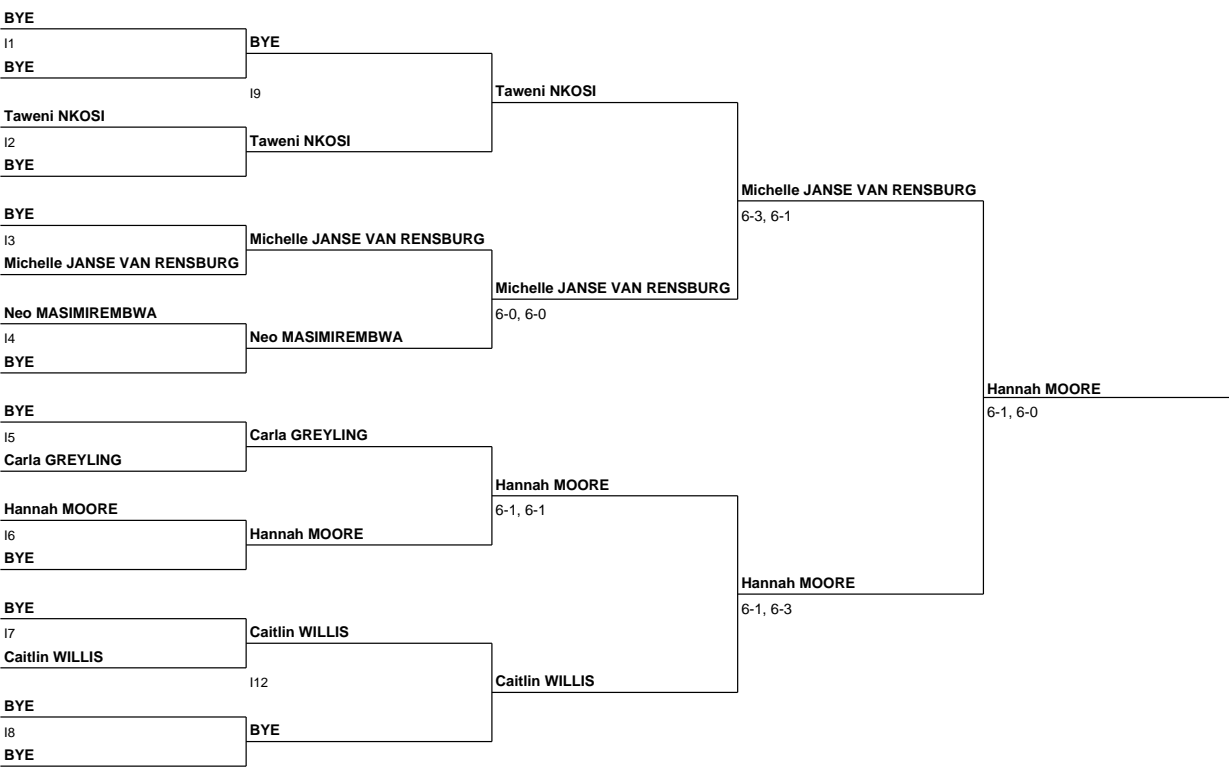 BYE
I1
BYE
BYE
I9
Taweni NKOSI
Taweni NKOSI
I2
Taweni NKOSI
BYE
Michelle JANSE VAN RENSBURG
6-3, 6-1
BYE
I3
Michelle JANSE VAN RENSBURG
Michelle JANSE VAN RENSBURG
Michelle JANSE VAN RENSBURG
6-0, 6-0
Neo MASIMIREMBWA
I4
Neo MASIMIREMBWA
BYE
Hannah MOORE
6-1, 6-0
BYE
I5
Carla GREYLING
Carla GREYLING
Hannah MOORE
6-1, 6-1
Hannah MOORE
I6
Hannah MOORE
BYE
Hannah MOORE
6-1, 6-3
BYE
I7
Caitlin WILLIS
Caitlin WILLIS
I12
Caitlin WILLIS
BYE
I8
BYE
BYE